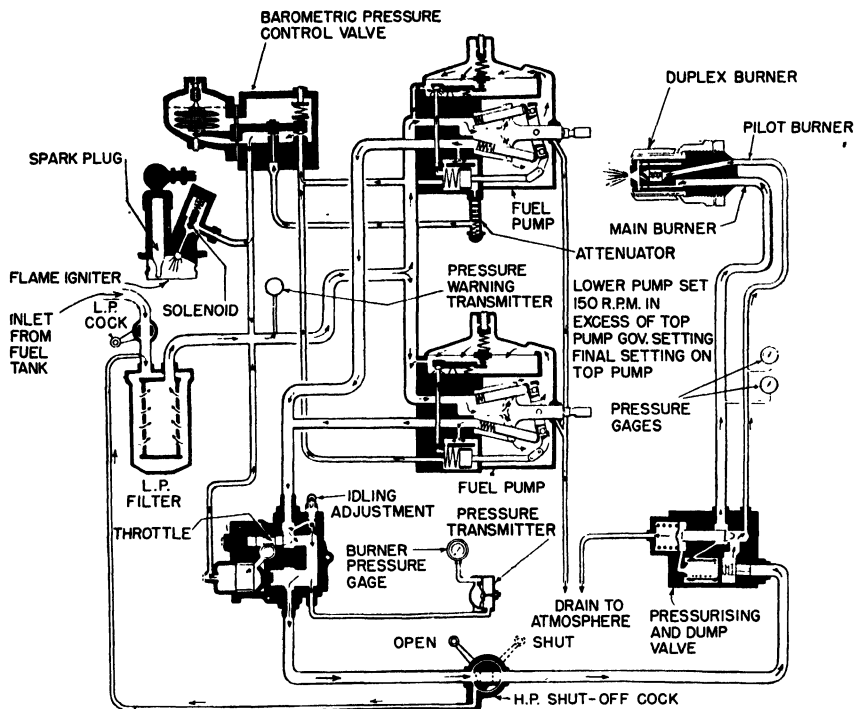 BAROMETRIC PRESSURE
CONTROL VALVE
DUPLEX BURNER
PILOT BURNER
SPARK PLUG
MAIN BURNER
FUEL
PUMP
ATTENUATOR
FLAME IGNITER
SOLENOID
PRESSURE
WARNING
TRANSMITTER
LOWER PUMP SET
150 R.P.M. IN
EXCESS OF TOP
PUMP GOV. SETTING
FINAL SETTING ON
TOP PUMP
INLET
FROM
FUEL
TANK
L.P.
COCK
PRESSURE
GAGES
L.P.
FILTER
FUEL PUMP
THROTTLE
IDLING
ADJUSTMENT
PRESSURE
TRANSMITTER
BURNER
PRESSURE
GAGE
DRAIN TO
ATMOSPHERE
PRESSURISING
AND DUMP
VALVE
OPEN
SHUT
H.P. SHUT-OFF COCK